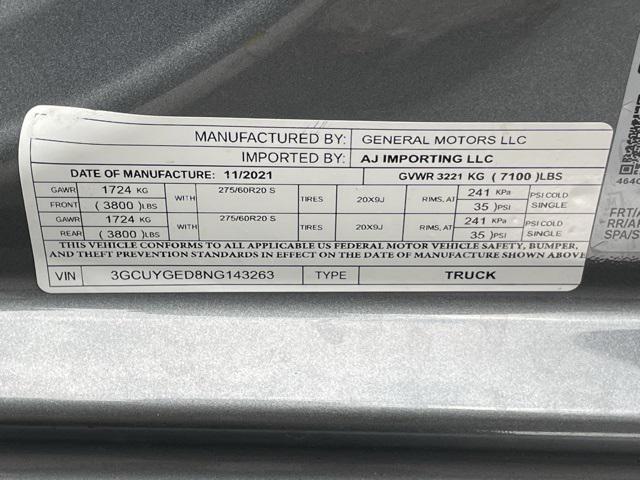 MANUFACTURED BY: GENERAL MOTORS LLC
IMPORTED BY: AJ IMPORTING LLC
DATE OF MANUFACTURE: 11/2021 GVWR 3221 KG ( 7100 )LBS
GAWR 1724 KG WITH 275/60R20 S TIRES 20X9J RIMS, AT 241 KPa PSI COLD
FRONT ( 3800 )LBS 35 )PSI SINGLE
GAWR 1724 KG WITH 275/60R20 S TIRES 20X9J RIMS, AT 241 KPa PSI COLD
REAR ( 3800 )LBS 35 )PSI SINGLE
THIS VEHICLE CONFORMS TO ALL APPLICABLE US FEDERAL MOTOR VEHICLE SAFETY, BUMPER,
AND THEFT PREVENTION STANDARDS IN EFFECT ON THE DATE OF MANUFACTURE SHOWN ABOVE
VIN 3GCUYGED8NG143263 TYPE TRUCK
FRT/A
RR/AR
SPA/S